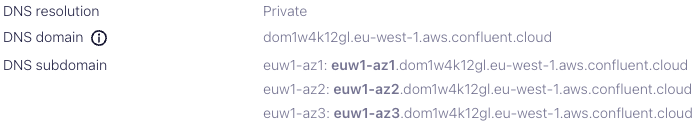 DNS resolution Private
DNS domain dom1w4k12gl.eu-west-1.aws.confluent.cloud
DNS subdomain euw1-az1: euw1-az1.dom1w4k12gl.eu-west-1.aws.confluent.cloud
euw1-az2: euw1-az2.dom1w4k12gl.eu-west-1.aws.confluent.cloud
euw1-az3: euw1-az3.dom1w4k12gl.eu-west-1.aws.confluent.cloud